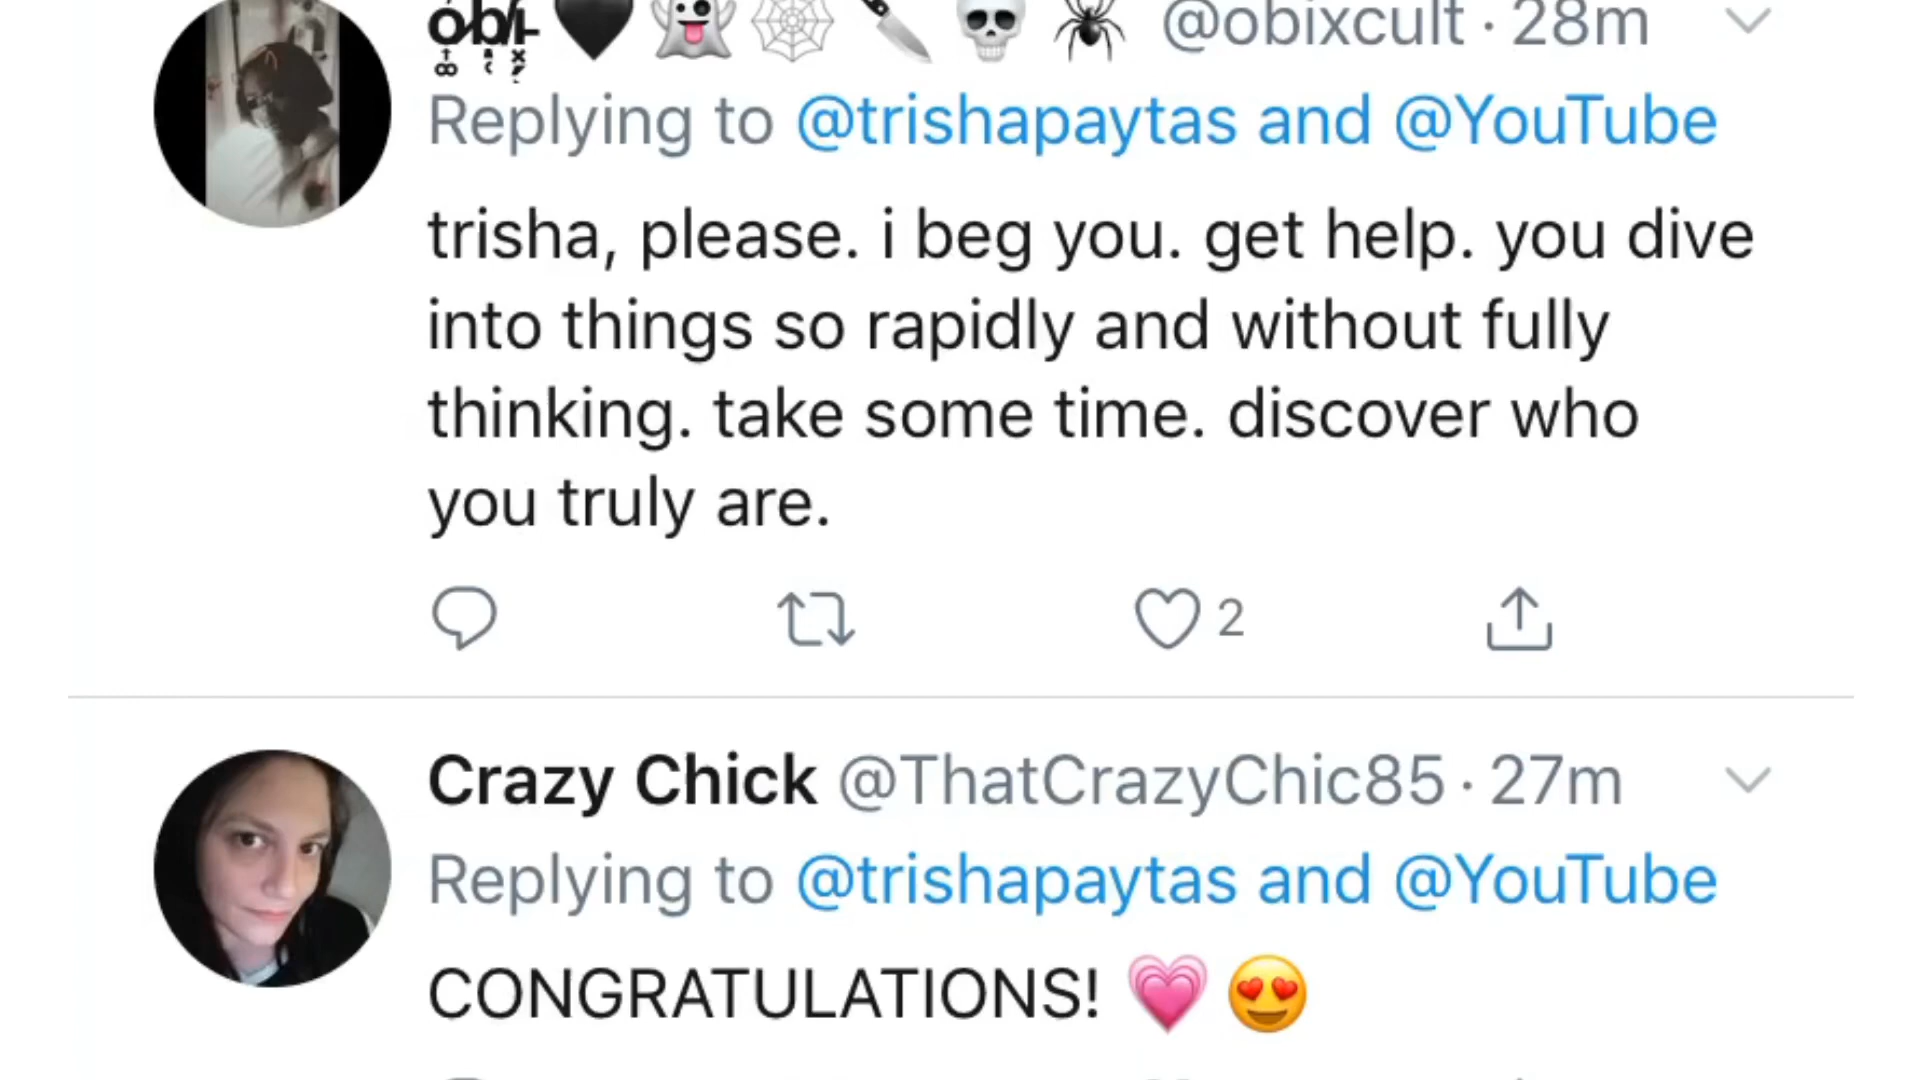 obi 🖤👻🕸️🔪💀🕷️ @obixcult · 28m
Replying to @trishapaytas and @YouTube
trisha, please. i beg you. get help. you dive
into things so rapidly and without fully
thinking. take some time. discover who
you truly are.
2
Crazy Chick @ThatCrazyChic85 · 27m
Replying to @trishapaytas and @YouTube
CONGRATULATIONS! 💗😍